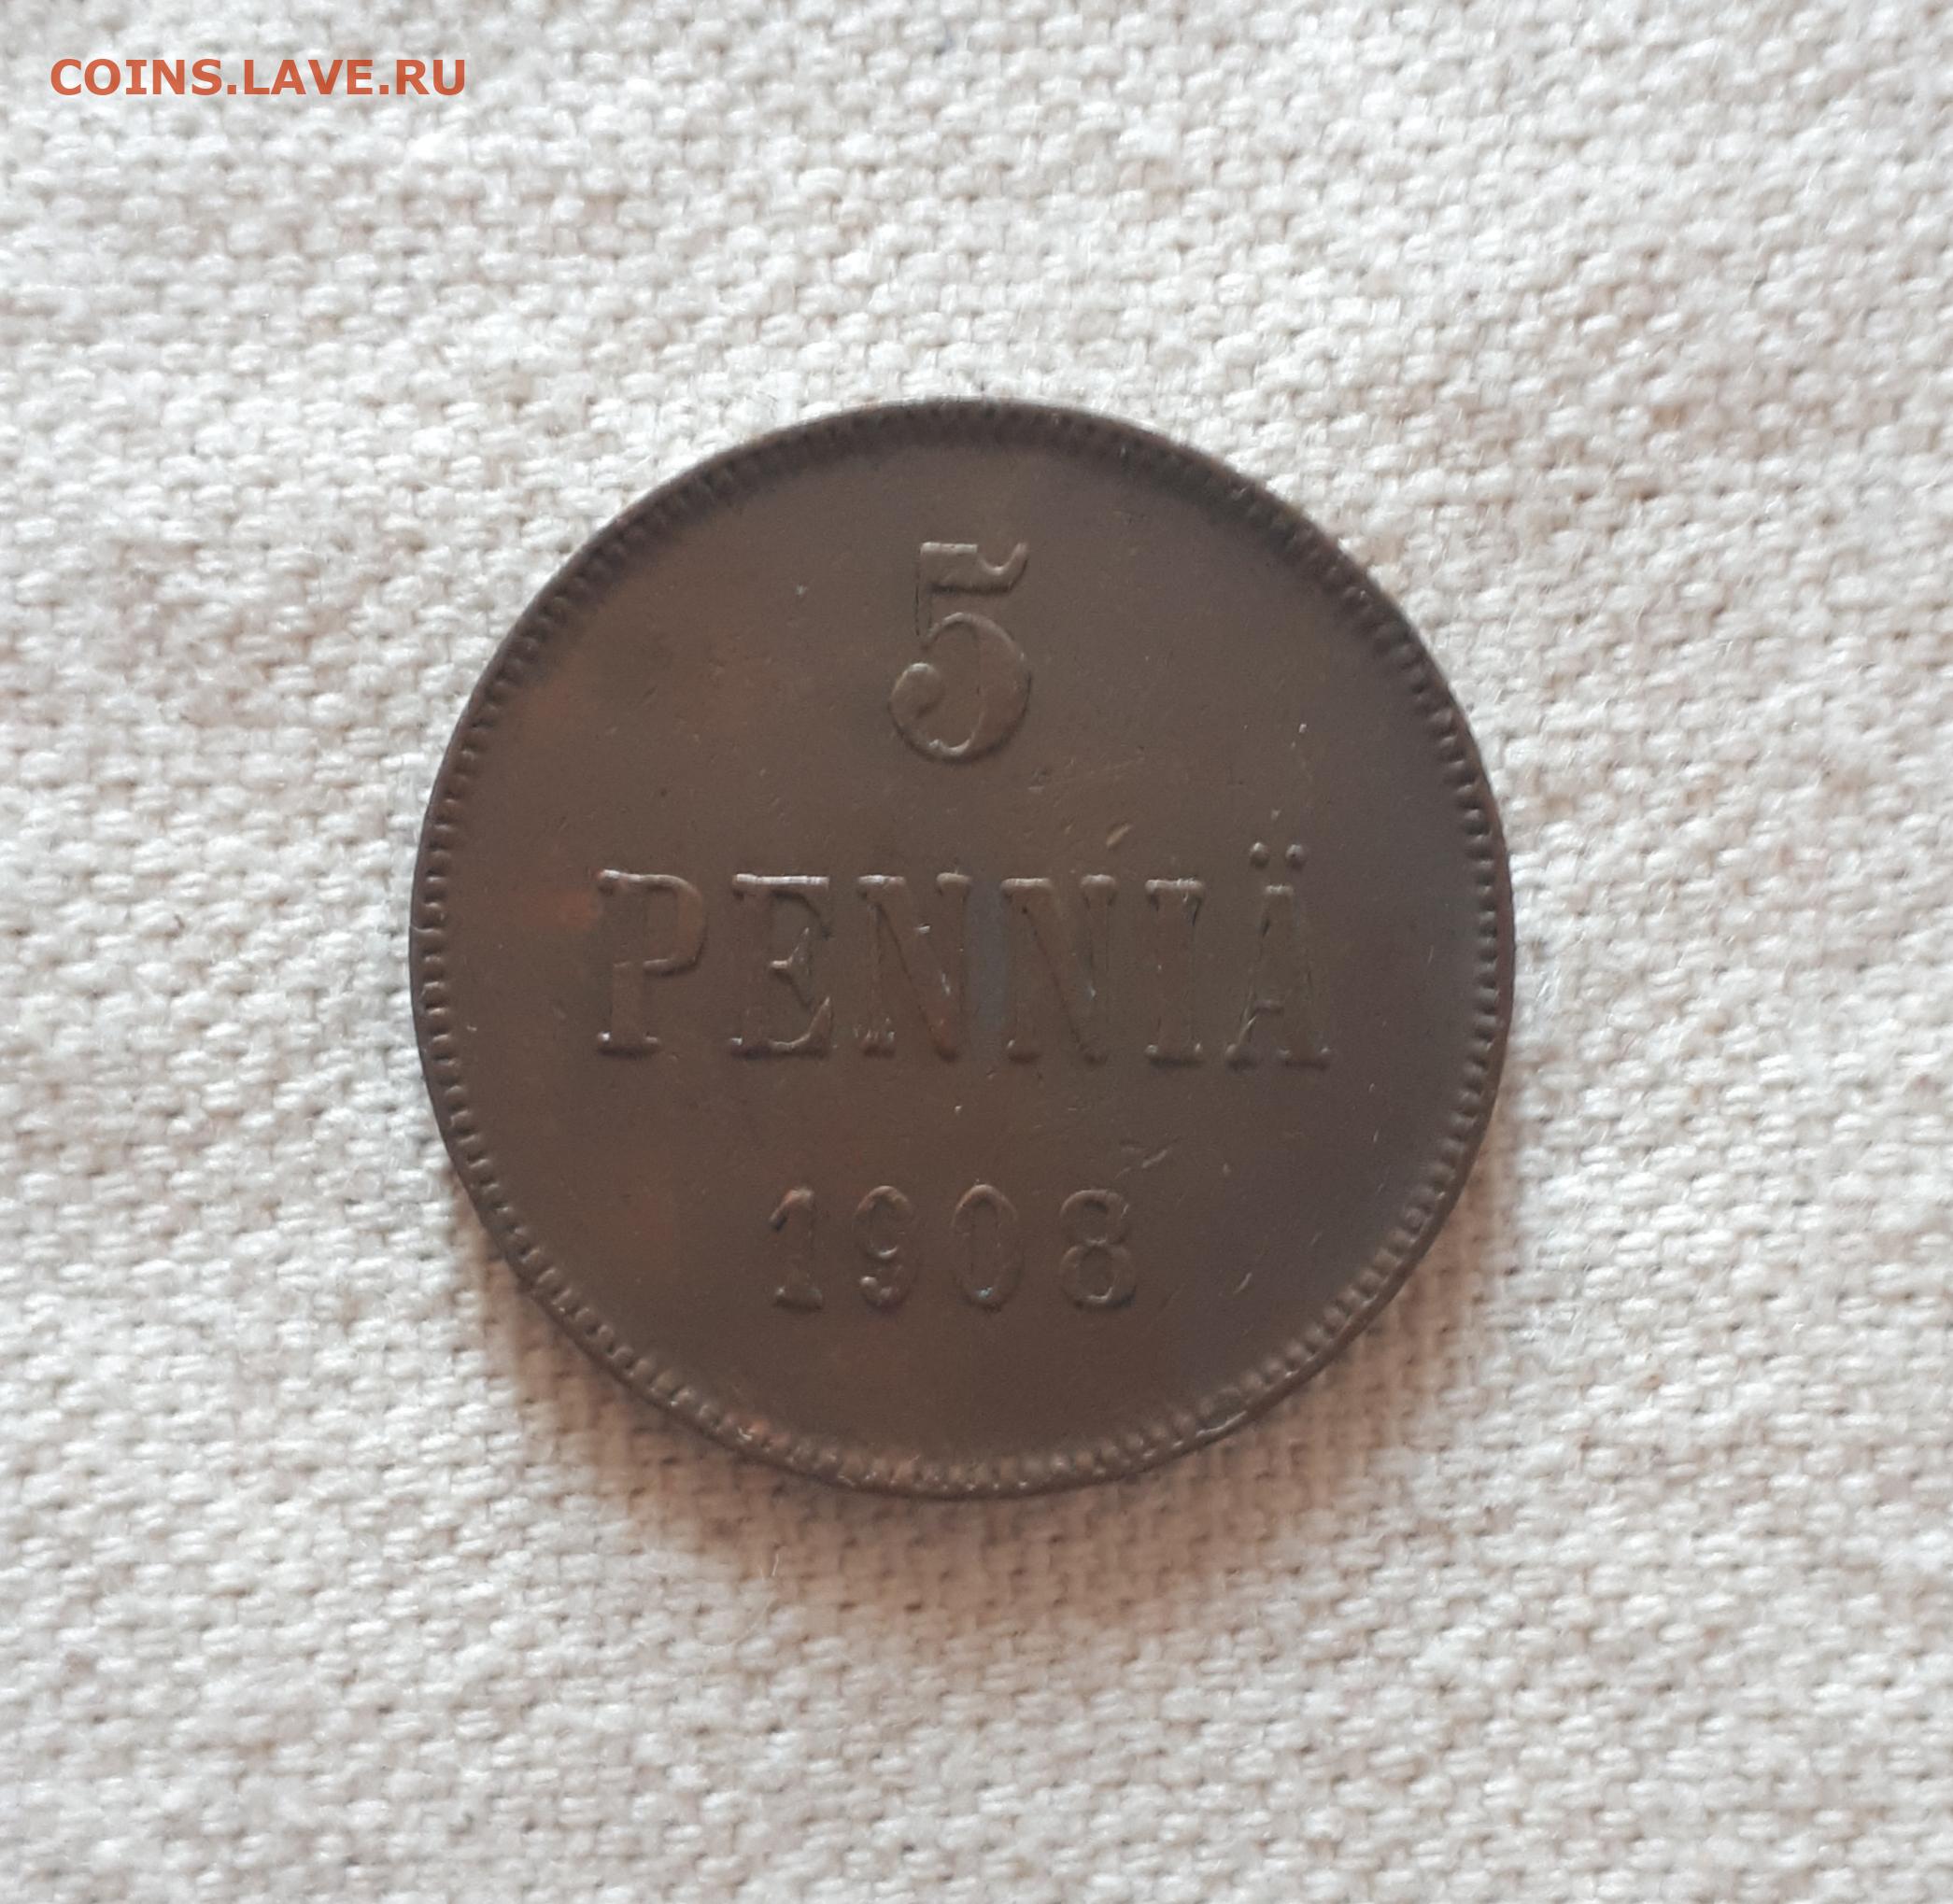 COINS.LAVE.RU
5
PENNIÄ
1908